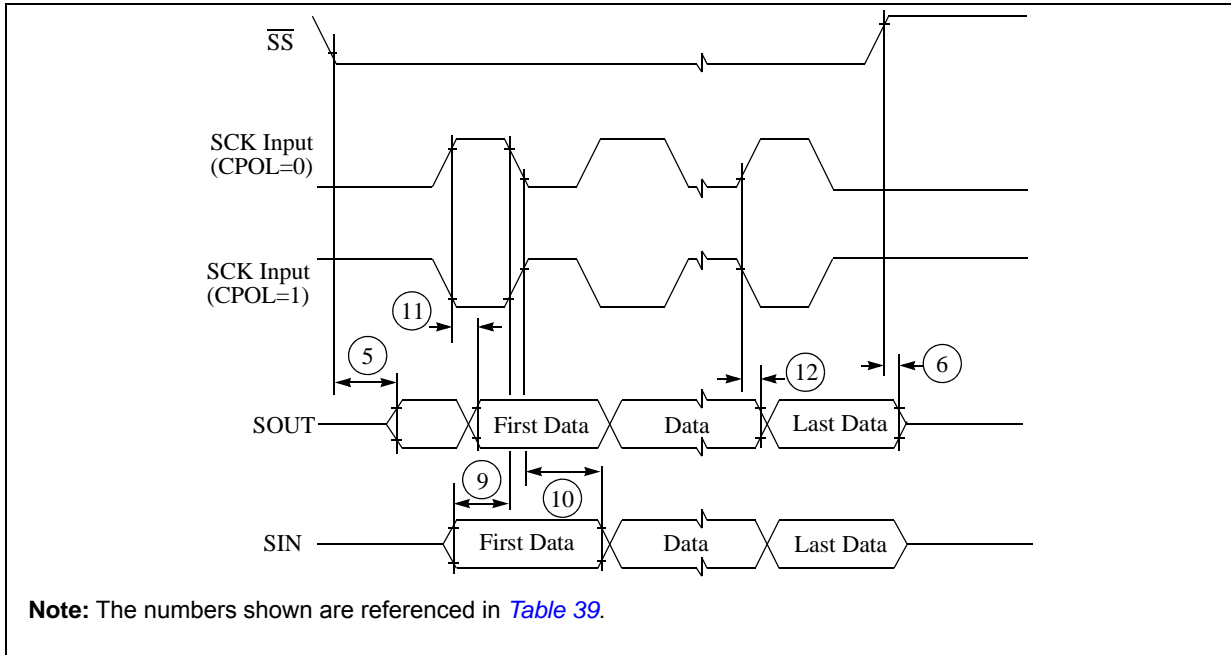 SS
SCK Input
(CPOL=0)
SCK Input
(CPOL=1)
11
5
12
6
SOUT
First Data
Data
Last Data
9
10
SIN
First Data
Data
Last Data
Note: The numbers shown are referenced in Table 39.